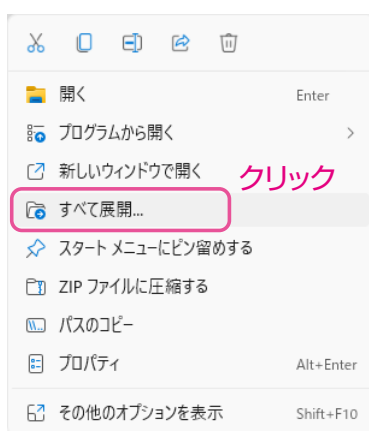 開く Enter
プログラムから開く
新しいウィンドウで開く
クリック
すべて展開...
スタート メニューにピン留めする
ZIP ファイルに圧縮する
パスのコピー
プロパティ Alt+Enter
その他のオプションを表示 Shift+F10